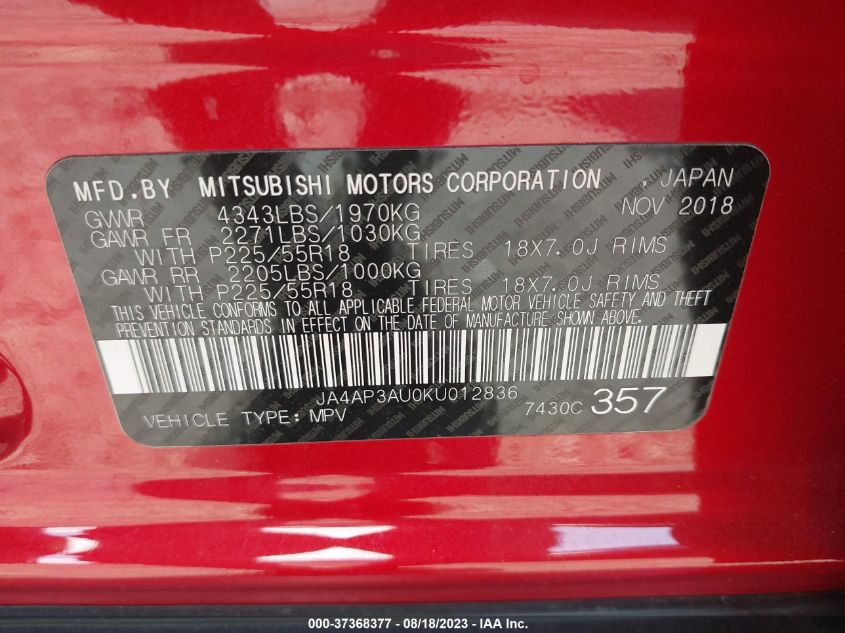 MFD.BY MITSUBISHI MOTORS CORPORATION , JAPAN
GVWR 4343LBS/1970KG NOV 2018
GAWR FR 2271LBS/1030KG
WITH P225/55R18 TIRES 18X7.0J RIMS
GAWR RR 2205LBS/1000KG
WITH P225/55R18 TIRES 18X7.0J RIMS
THIS VEHICLE CONFORMS TO ALL APPLICABLE FEDERAL MOTOR VEHICLE SAFETY AND THEFT
PREVENTION STANDARDS IN EFFECT ON THE DATE OF MANUFACTURE SHOWN ABOVE.
JA4AP3AU0KU012836
VEHICLE TYPE: MPV 7430C 357
000-37368377 - 08/18/2023 - IAA Inc.